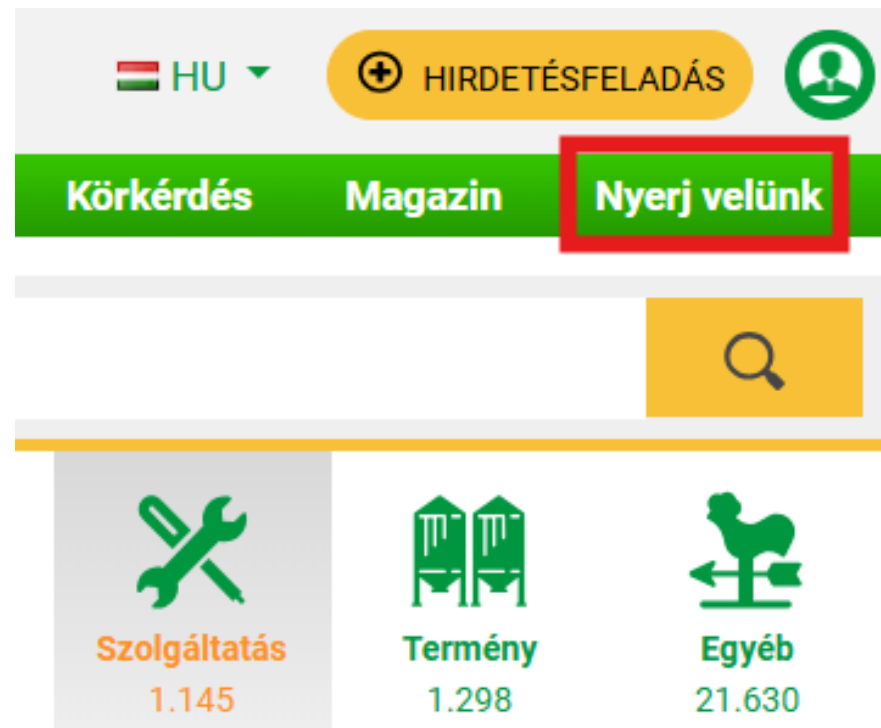 HU HIRDETÉSFELADÁS
Körkérdés Magazin Nyerj velünk
Szolgáltatás Termény Egyéb
1.145 1.298 21.630